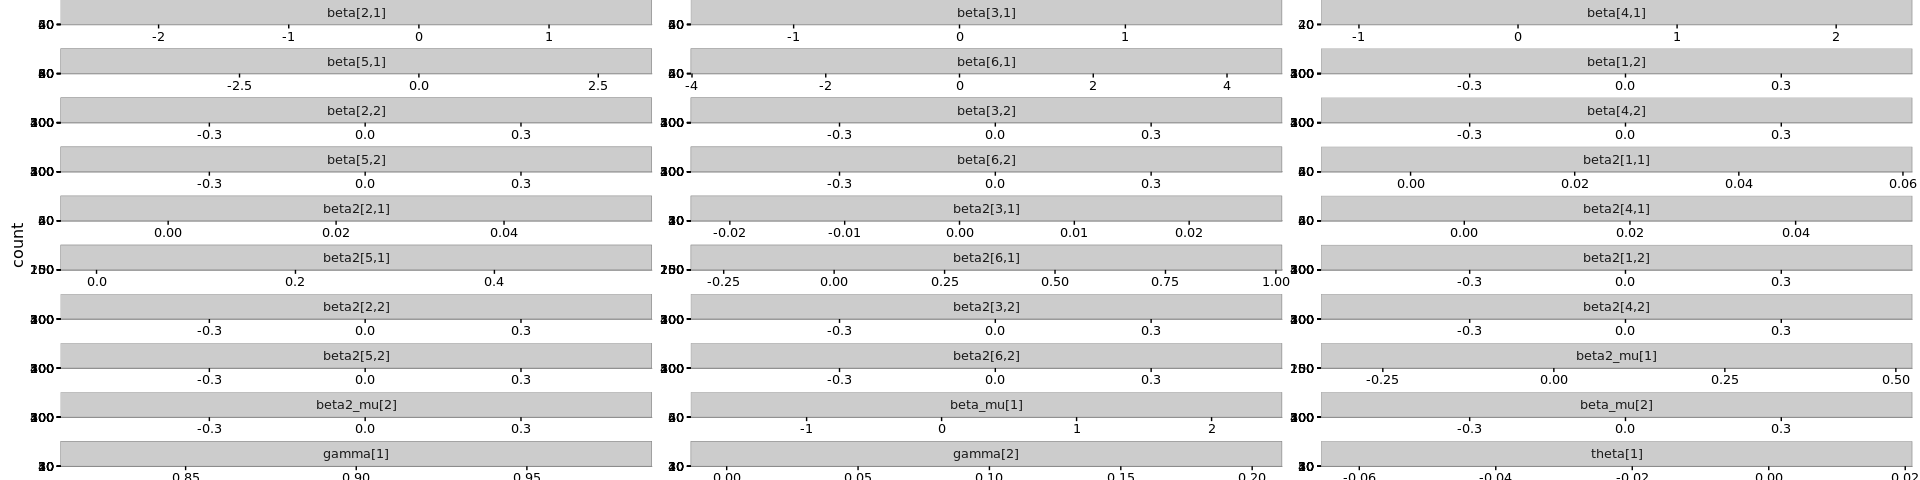 beta[2,1] beta[3,1] beta[4,1]
-2 -1 0 1 -1 0 1 -1 0 1 2
beta[5,1] beta[6,1] beta[1,2]
-2.5 0.0 2.5 -4 -2 0 2 4 -0.3 0.0 0.3
beta[2,2] beta[3,2] beta[4,2]
-0.3 0.0 0.3 -0.3 0.0 0.3 -0.3 0.0 0.3
beta[5,2] beta[6,2] beta2[1,1]
-0.3 0.0 0.3 -0.3 0.0 0.3 0.00 0.02 0.04 0.06
beta2[2,1] beta2[3,1] beta2[4,1]
0.00 0.02 0.04 -0.02 -0.01 0.00 0.01 0.02 0.00 0.02 0.04
count
beta2[5,1] beta2[6,1] beta2[1,2]
0.0 0.2 0.4 -0.25 0.00 0.25 0.50 0.75 1.00 -0.3 0.0 0.3
beta2[2,2] beta2[3,2] beta2[4,2]
-0.3 0.0 0.3 -0.3 0.0 0.3 -0.3 0.0 0.3
beta2[5,2] beta2[6,2] beta2_mu[1]
-0.3 0.0 0.3 -0.3 0.0 0.3 -0.25 0.00 0.25 0.50
beta2_mu[2] beta_mu[1] beta_mu[2]
-0.3 0.0 0.3 -1 0 1 2 -0.3 0.0 0.3
gamma[1] gamma[2] theta[1]
0.85 0.90 0.95 0.00 0.05 0.10 0.15 0.20 -0.06 -0.04 -0.02 0.00 0.02